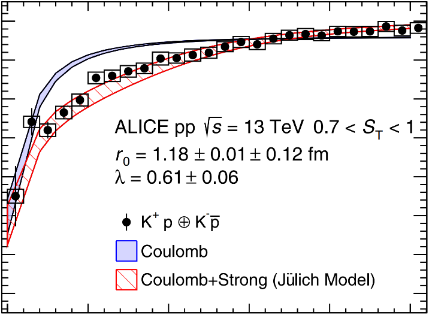 ALICE pp √s = 13 TeV 0.7 < S_T < 1
r₀ = 1.18 ± 0.01 ± 0.12 fm
λ = 0.61 ± 0.06
K⁺ p ⊕ K⁻ p̅
Coulomb
Coulomb+Strong (Jülich Model)